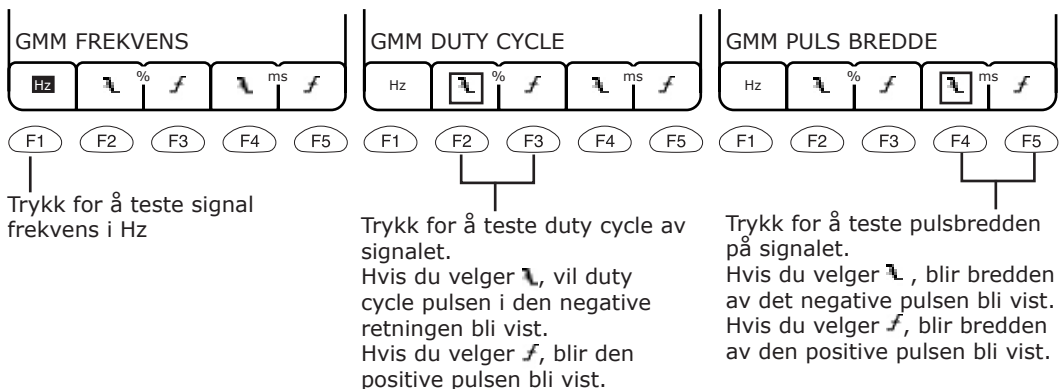 GMM FREKVENS
Hz % ms
F1 F2 F3 F4 F5
Trykk for å teste signal
frekvens i Hz
GMM DUTY CYCLE
Hz % ms
F1 F2 F3 F4 F5
Trykk for å teste duty cycle av
signalet.
Hvis du velger , vil duty
cycle pulsen i den negative
retningen bli vist.
Hvis du velger , blir den
positive pulsen bli vist.
GMM PULS BREDDE
Hz % ms
F1 F2 F3 F4 F5
Trykk for å teste pulsbredden
på signalet.
Hvis du velger , blir bredden
av det negative pulsen bli vist.
Hvis du velger , blir bredden
av den positive pulsen bli vist.